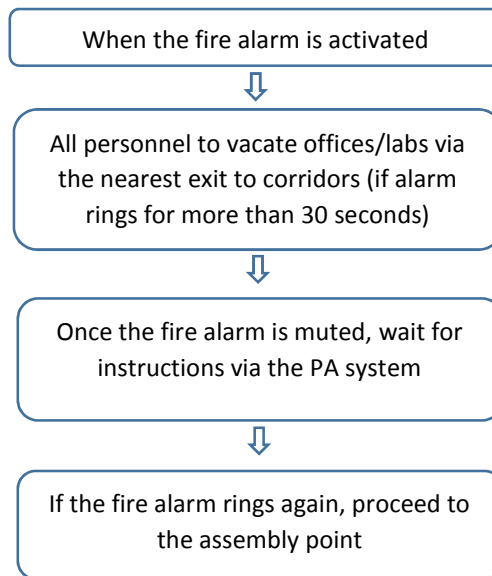 When the fire alarm is activated
All personnel to vacate offices/labs via
the nearest exit to corridors (if alarm
rings for more than 30 seconds)
Once the fire alarm is muted, wait for
instructions via the PA system
If the fire alarm rings again, proceed to
the assembly point